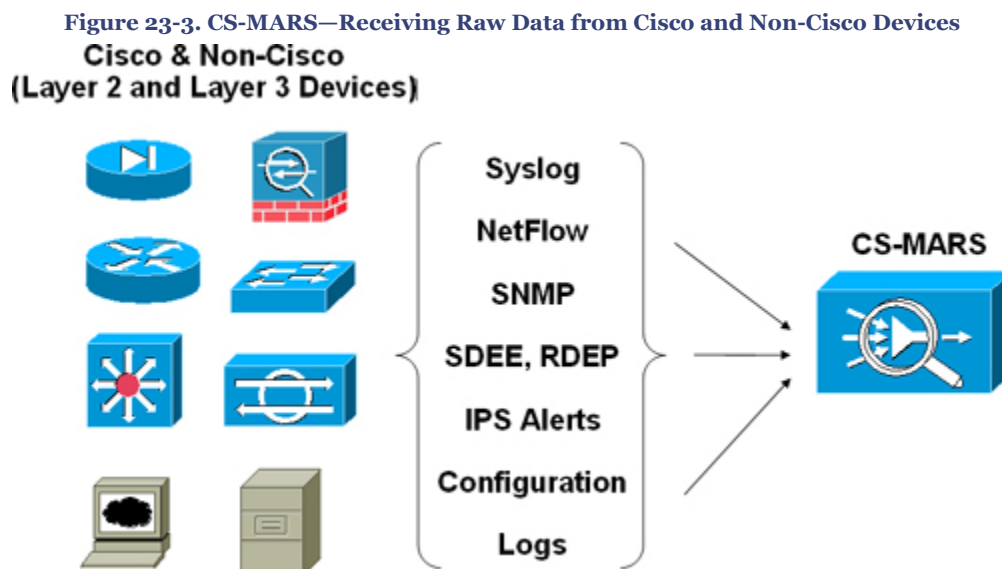 Figure 23-3. CS-MARS—Receiving Raw Data from Cisco and Non-Cisco Devices
Cisco & Non-Cisco
(Layer 2 and Layer 3 Devices)
Syslog
NetFlow
SNMP
SDEE, RDEP
IPS Alerts
Configuration
Logs
CS-MARS